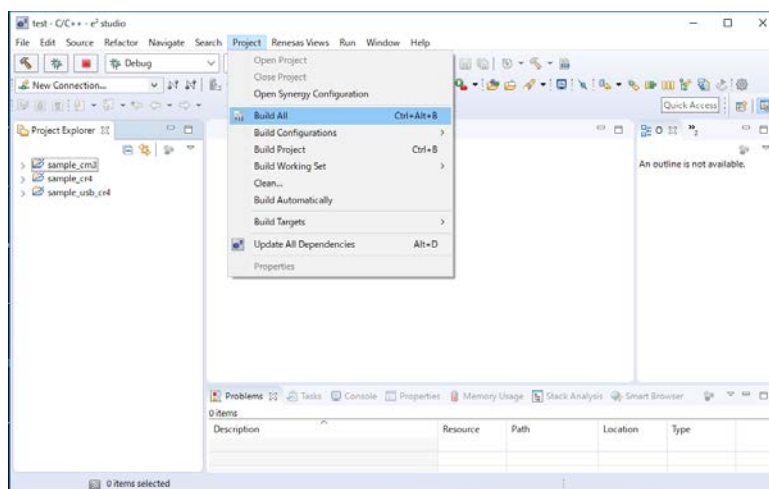 test - C/C++ - e² studio
File Edit Source Refactor Navigate Search Project Renesas Views Run Window Help
Debug
New Connection...
Quick Access
Open Project
Close Project
Open Synergy Configuration
Build All Ctrl+Alt+B
Build Configurations
Build Project Ctrl+B
Build Working Set
Clean...
Build Automatically
Build Targets
Update All Dependencies Alt+D
Properties
Project Explorer
sample_cm3
sample_cr4
sample_usb_cr4
O
An outline is not available.
Problems Tasks Console Properties Memory Usage Stack Analysis Smart Browser
0 items
Description Resource Path Location Type
0 items selected